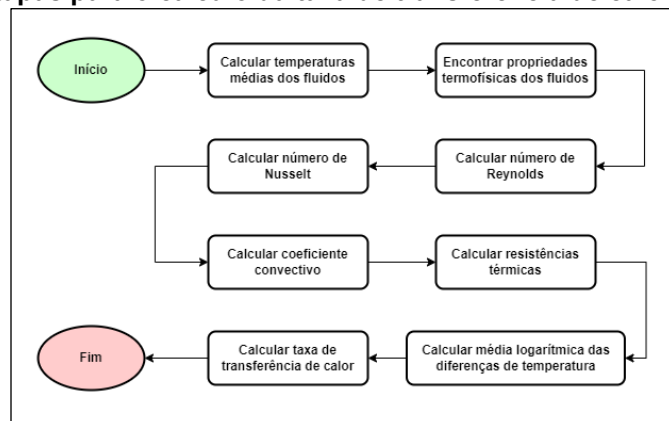 Início
Calcular temperaturas
médias dos fluidos
Encontrar propriedades
termofísicas dos fluidos
Calcular número de
Nusselt
Calcular número de
Reynolds
Calcular coeficiente
convectivo
Calcular resistências
térmicas
Fim
Calcular taxa de
transferência de calor
Calcular média logarítmica das
diferenças de temperatura